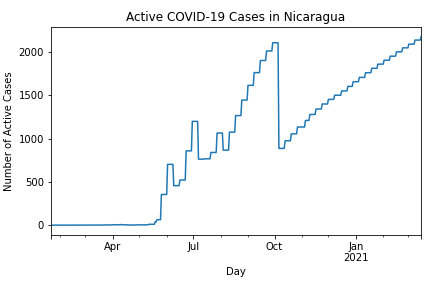 Active COVID-19 Cases in Nicaragua
Number of Active Cases
2000
1500
1000
500
0
Apr Jul Oct Jan
2021
Day